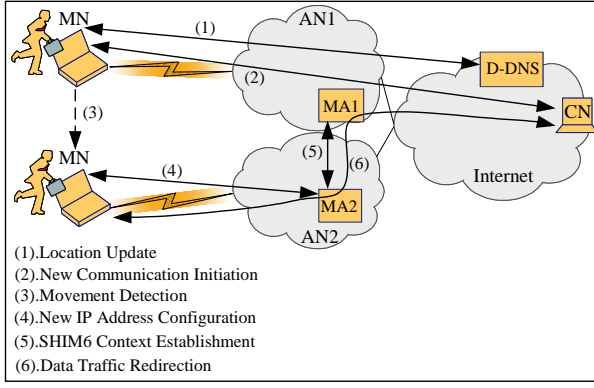 MN
(1)
AN1
D-DNS
(2)
CN
MA1
(3)
MN
(4)
(5)
(6)
Internet
MA2
AN2
(1).Location Update
(2).New Communication Initiation
(3).Movement Detection
(4).New IP Address Configuration
(5).SHIM6 Context Establishment
(6).Data Traffic Redirection